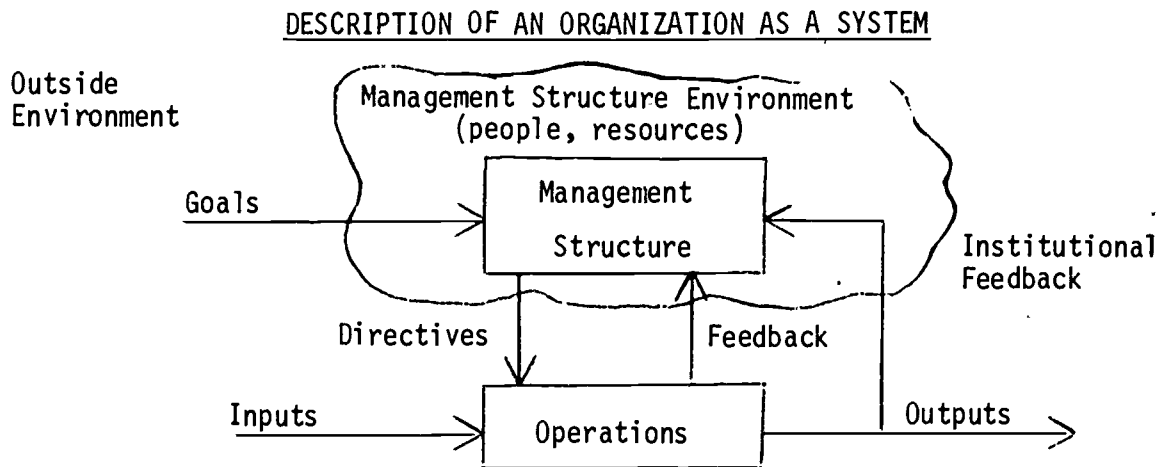 DESCRIPTION OF AN ORGANIZATION AS A SYSTEM
Outside
Environment
Management Structure Environment
(people, resources)
Goals
Management
Structure
Institutional
Feedback
Directives
Feedback
Inputs
Operations
Outputs